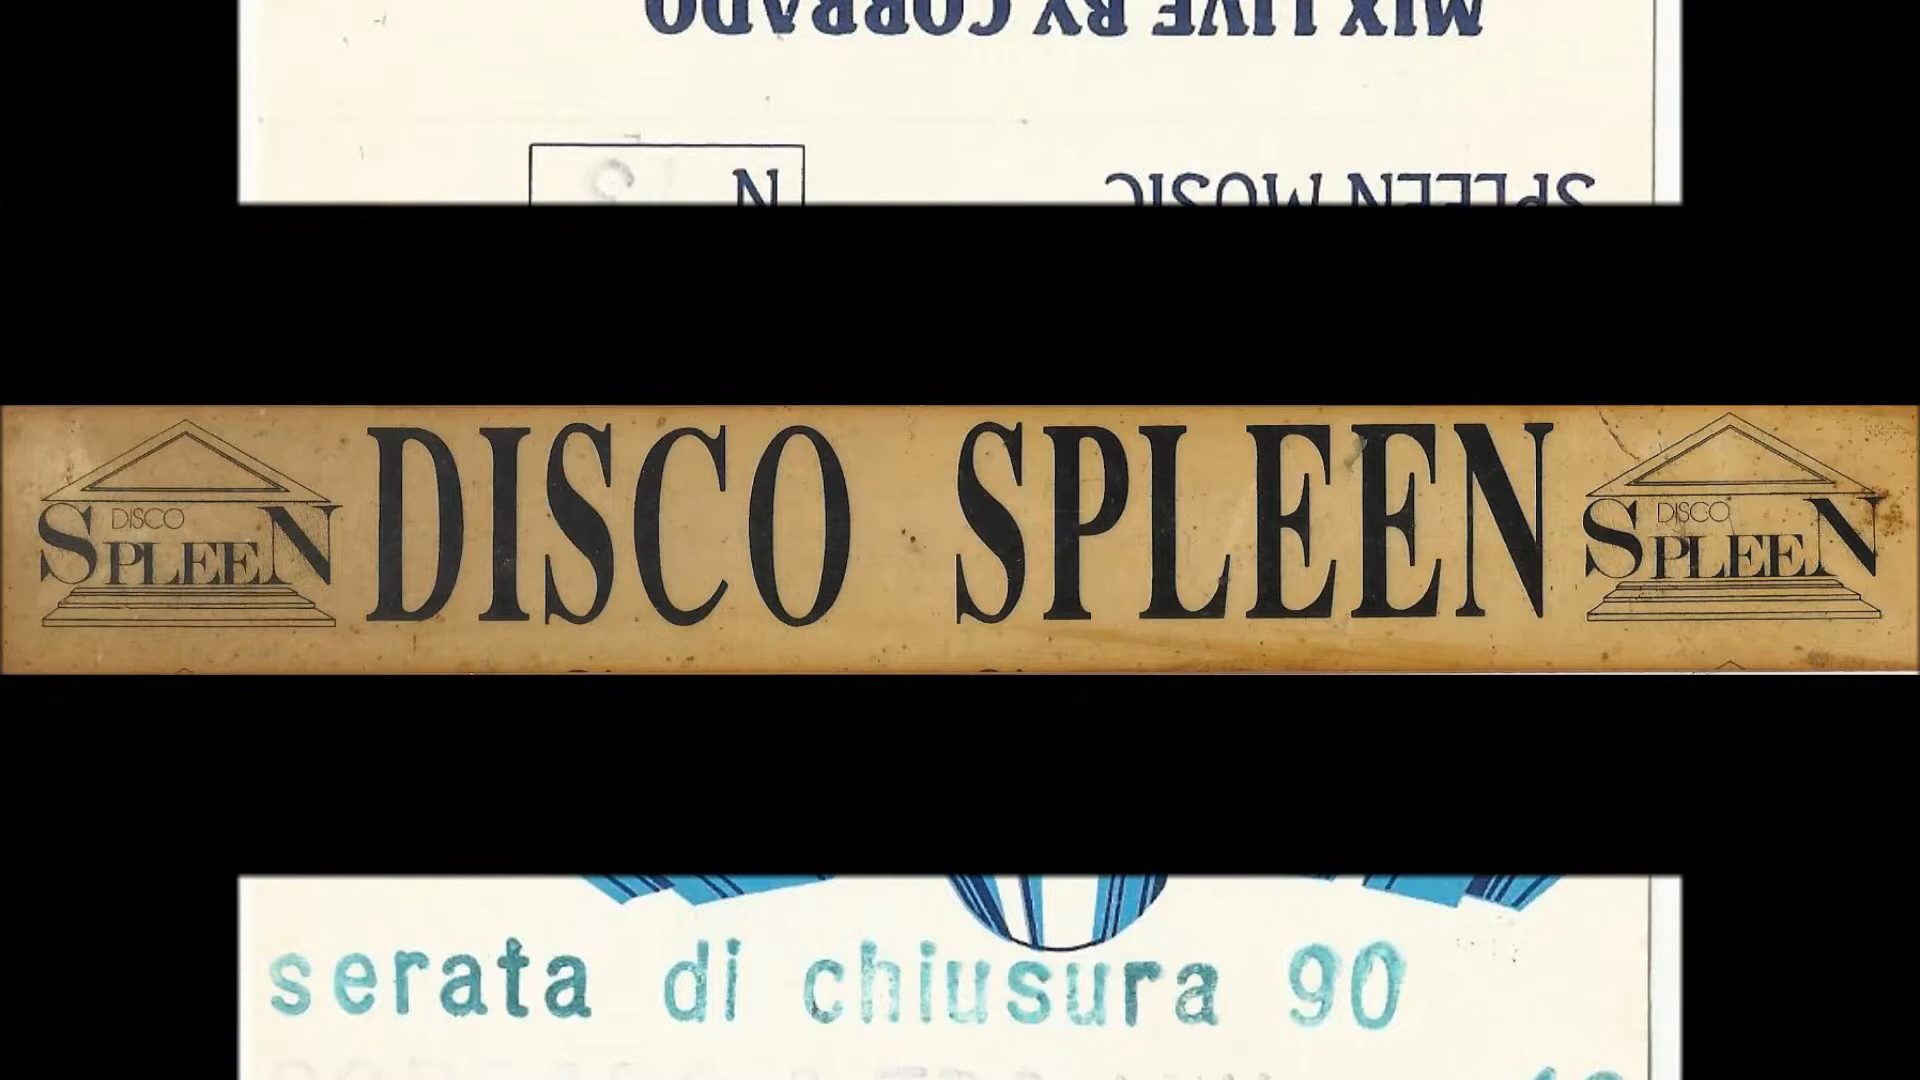 MIX LIVE BY CORRADO
SPLEEN MUSIC
N
DISCO SPLEEN
DISCO SPLEEN
DISCO SPLEEN
serata di chiusura 90